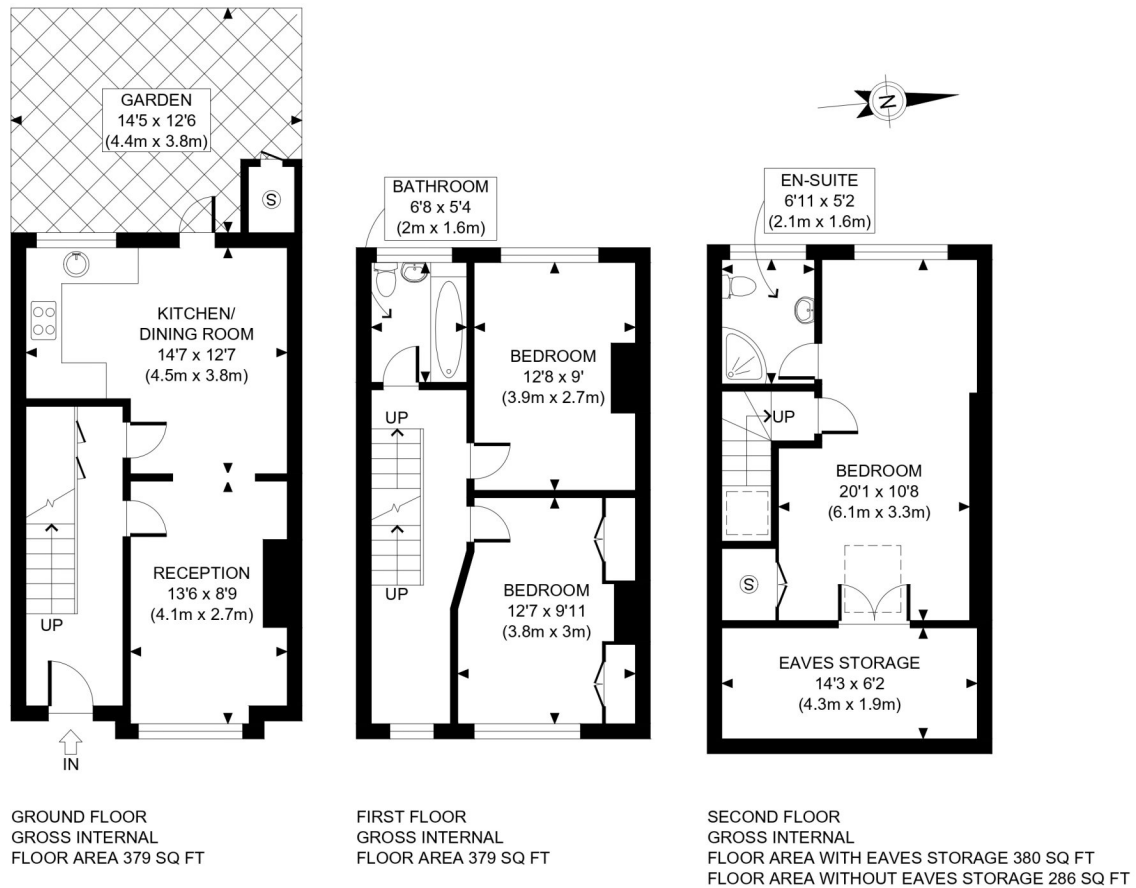 GARDEN
14'5 x 12'6
(4.4m x 3.8m)
S
KITCHEN/
DINING ROOM
14'7 x 12'7
(4.5m x 3.8m)
RECEPTION
13'6 x 8'9
(4.1m x 2.7m)
UP
IN
GROUND FLOOR
GROSS INTERNAL
FLOOR AREA 379 SQ FT
BATHROOM
6'8 x 5'4
(2m x 1.6m)
BEDROOM
12'8 x 9'
(3.9m x 2.7m)
UP
UP
BEDROOM
12'7 x 9'11
(3.8m x 3m)
FIRST FLOOR
GROSS INTERNAL
FLOOR AREA 379 SQ FT
N
EN-SUITE
6'11 x 5'2
(2.1m x 1.6m)
UP
BEDROOM
20'1 x 10'8
(6.1m x 3.3m)
S
EAVES STORAGE
14'3 x 6'2
(4.3m x 1.9m)
SECOND FLOOR
GROSS INTERNAL
FLOOR AREA WITH EAVES STORAGE 380 SQ FT
FLOOR AREA WITHOUT EAVES STORAGE 286 SQ FT